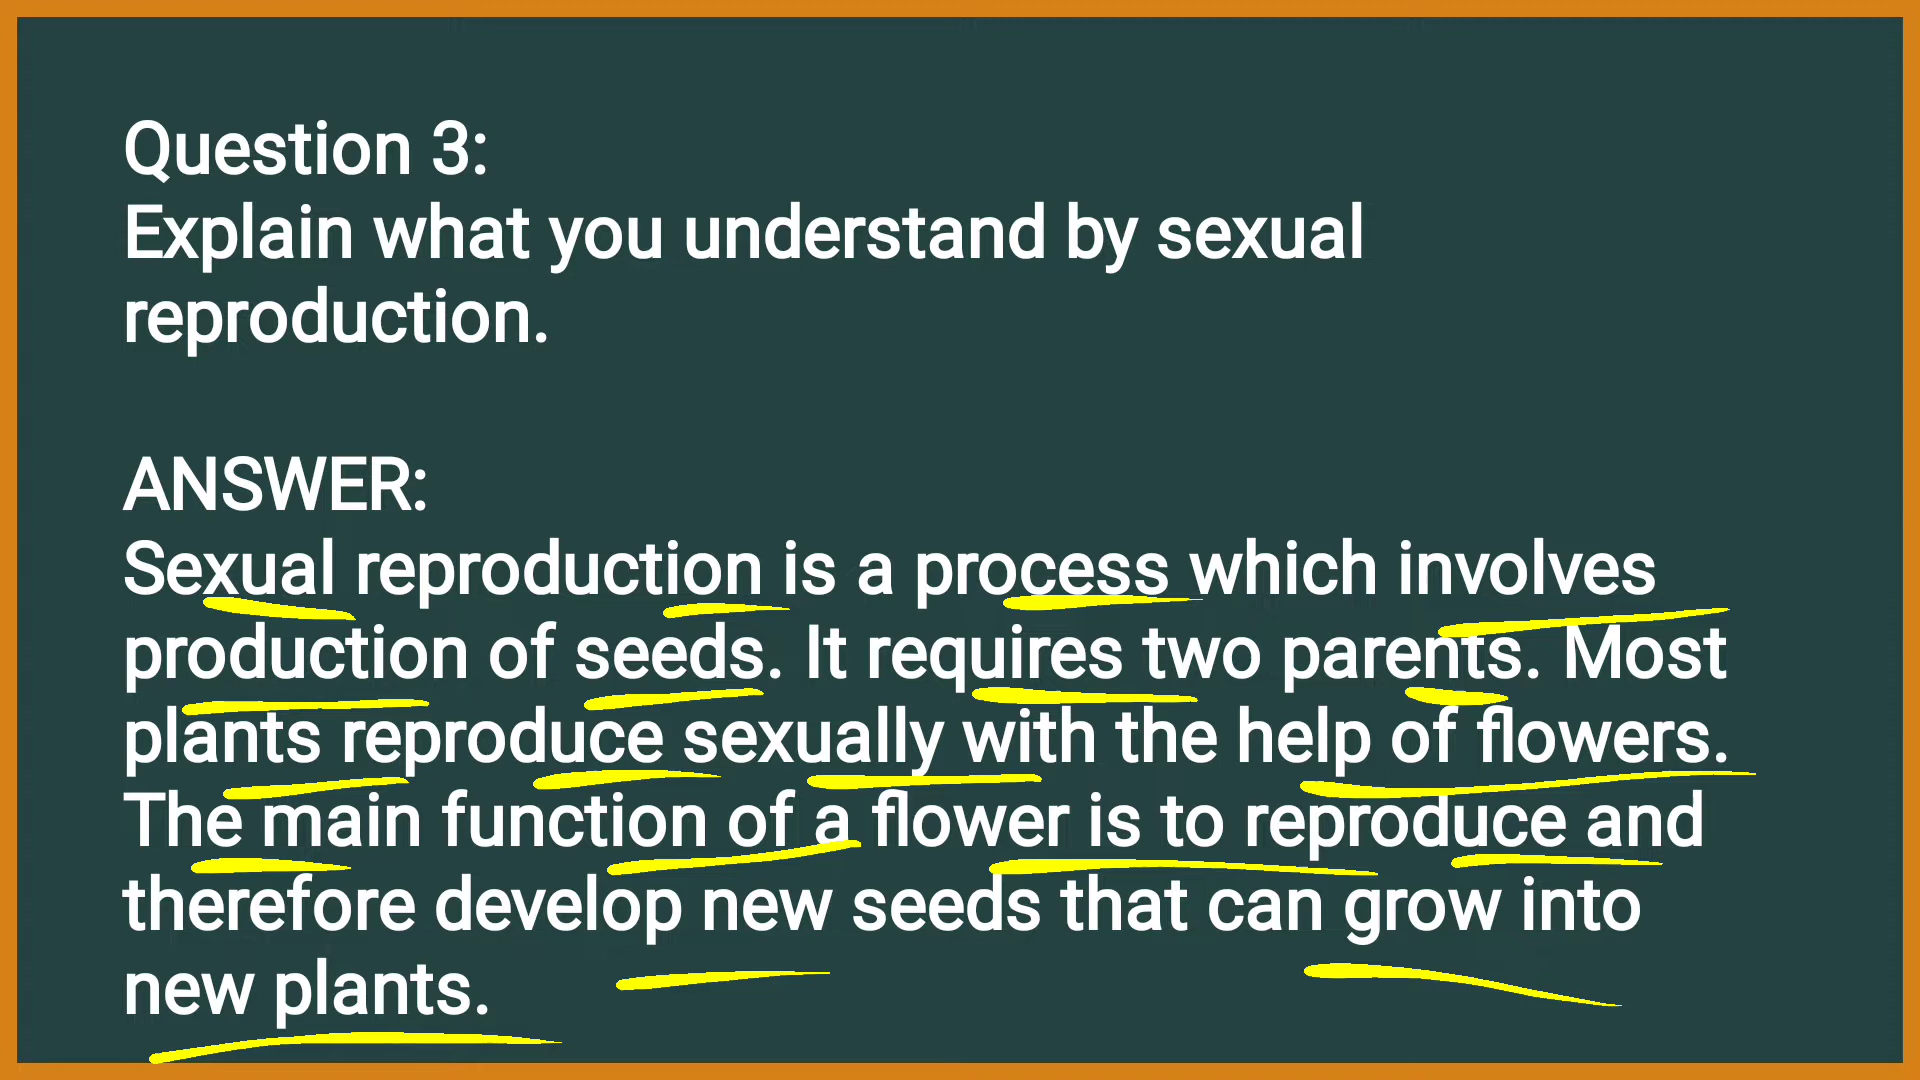 Question 3:
Explain what you understand by sexual
reproduction.
ANSWER:
Sexual reproduction is a process which involves
production of seeds. It requires two parents. Most
plants reproduce sexually with the help of flowers.
The main function of a flower is to reproduce and
therefore develop new seeds that can grow into
new plants.